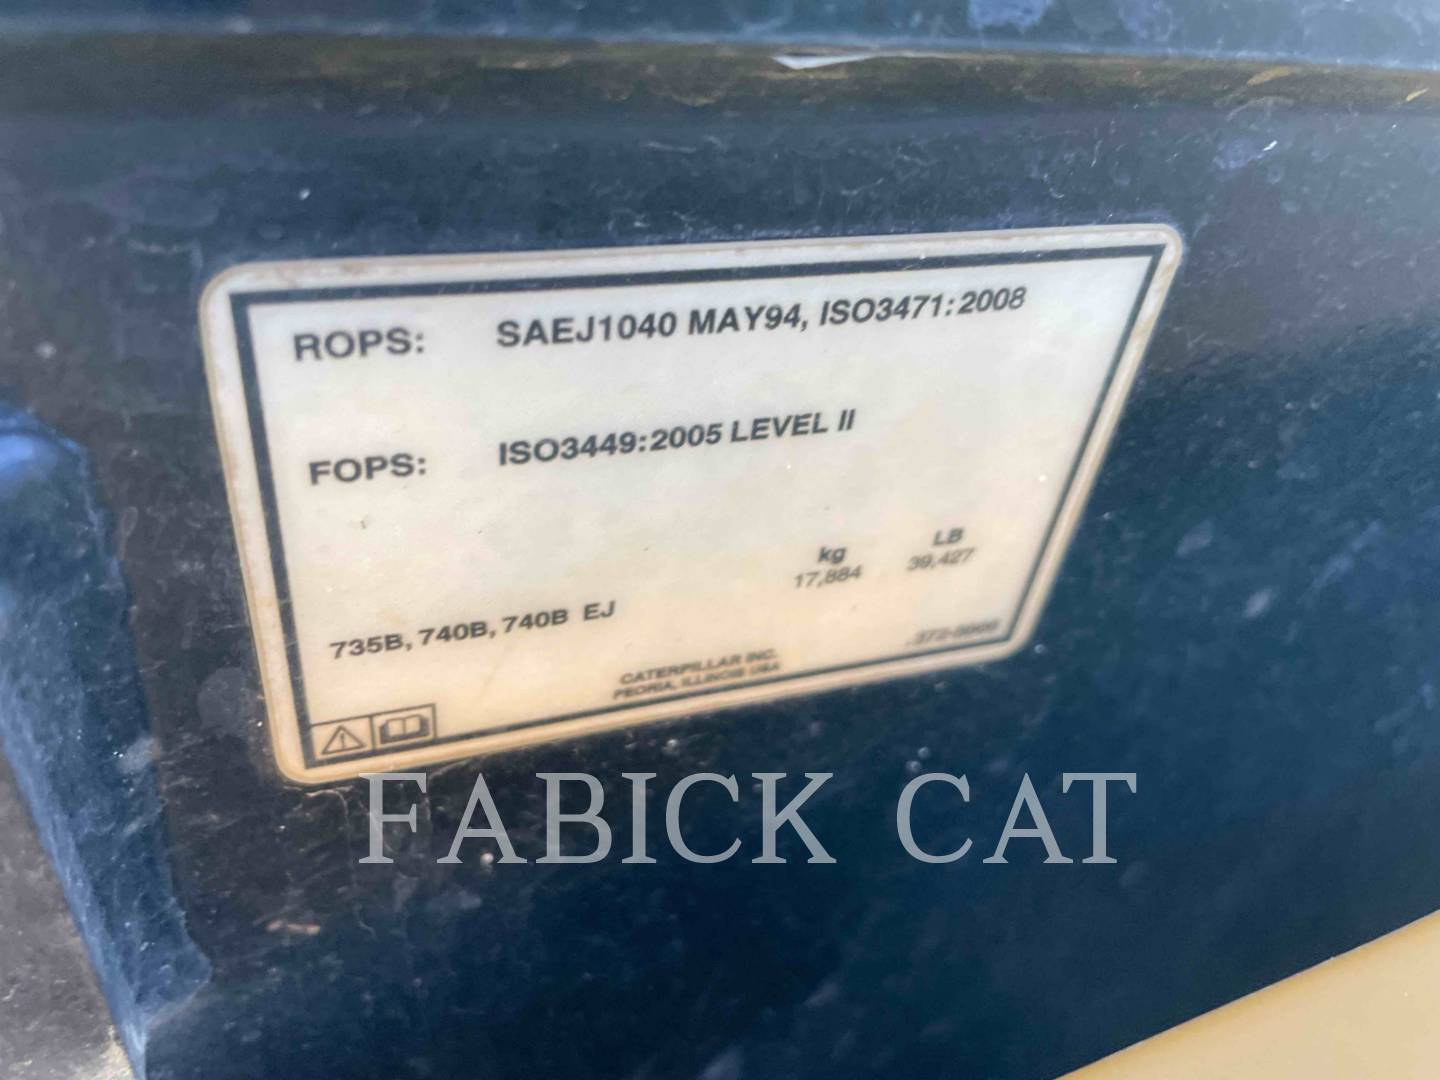 ROPS: SAEJ1040 MAY94, ISO3471:2008
FOPS: ISO3449:2005 LEVEL II
kg LB
17,884 39,427
735B, 740B, 740B EJ
CATERPILLAR INC.
PEORIA, ILLINOIS USA
FABICK CAT